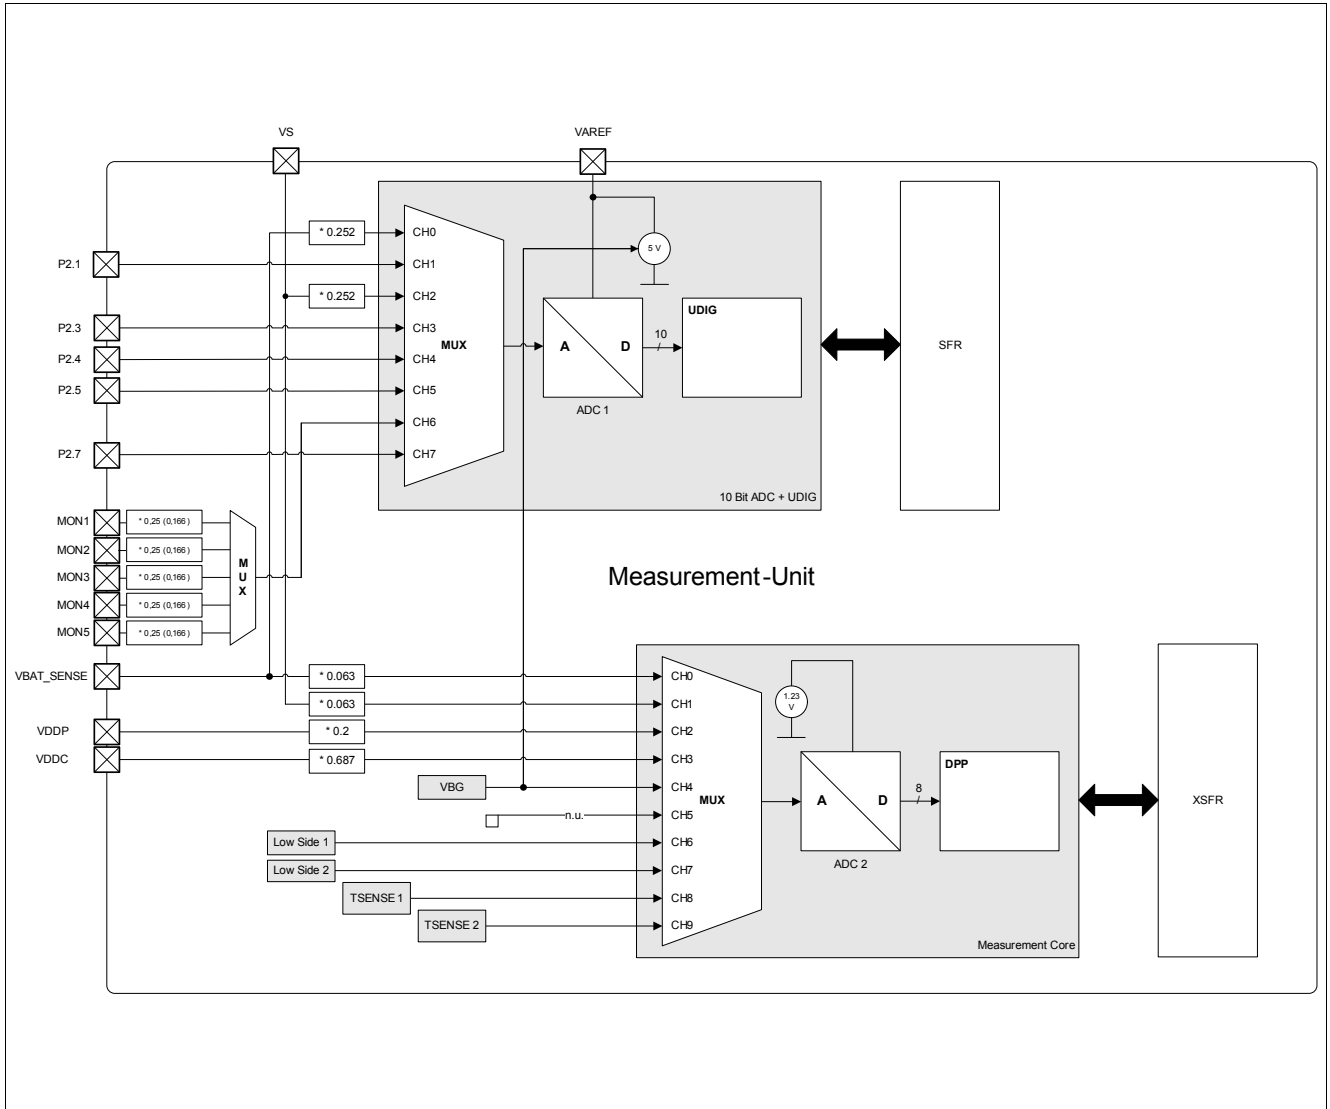 VS
VAREF
* 0.252
CH0
5 V
P2.1
CH1
* 0.252
CH2
UDIG
P2.3
CH3
MUX
A
D
10
SFR
P2.4
CH4
P2.5
CH5
ADC 1
CH6
P2.7
CH7
10 Bit ADC + UDIG
MON1
* 0,25 (0,166)
MON2
* 0,25 (0,166)
MON3
* 0,25 (0,166)
MON4
* 0,25 (0,166)
MON5
* 0,25 (0,166)
MUX
Measurement-Unit
VBAT_SENSE
* 0.063
CH0
1.23 V
* 0.063
CH1
VDDP
* 0.2
CH2
VDDC
* 0.687
CH3
DPP
VBG
CH4
MUX
A
D
8
XSFR
n.u.
CH5
Low Side 1
CH6
ADC 2
Low Side 2
CH7
TSENSE 1
CH8
TSENSE 2
CH9
Measurement Core